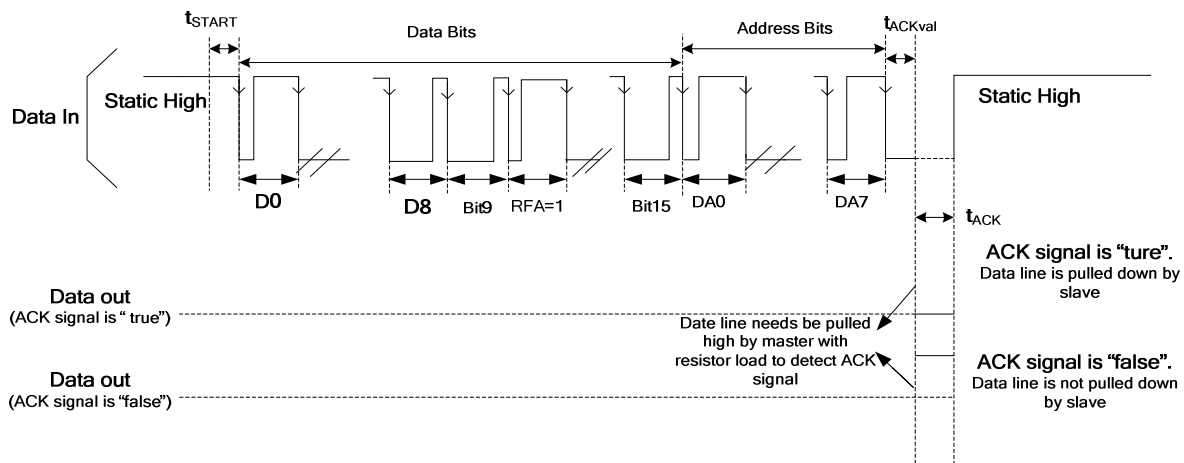 tSTART
Data Bits
Address Bits
tACKval
Data In
Static High
Static High
D0
D8
Bit9
RFA=1
Bit15
DA0
DA7
tACK
ACK signal is “ture”.
Data line is pulled down by
slave
Data out
(ACK signal is “ true”)
Date line needs be pulled
high by master with
resistor load to detect ACK
signal
ACK signal is “false”.
Data line is not pulled down
by slave
Data out
(ACK signal is “false”)